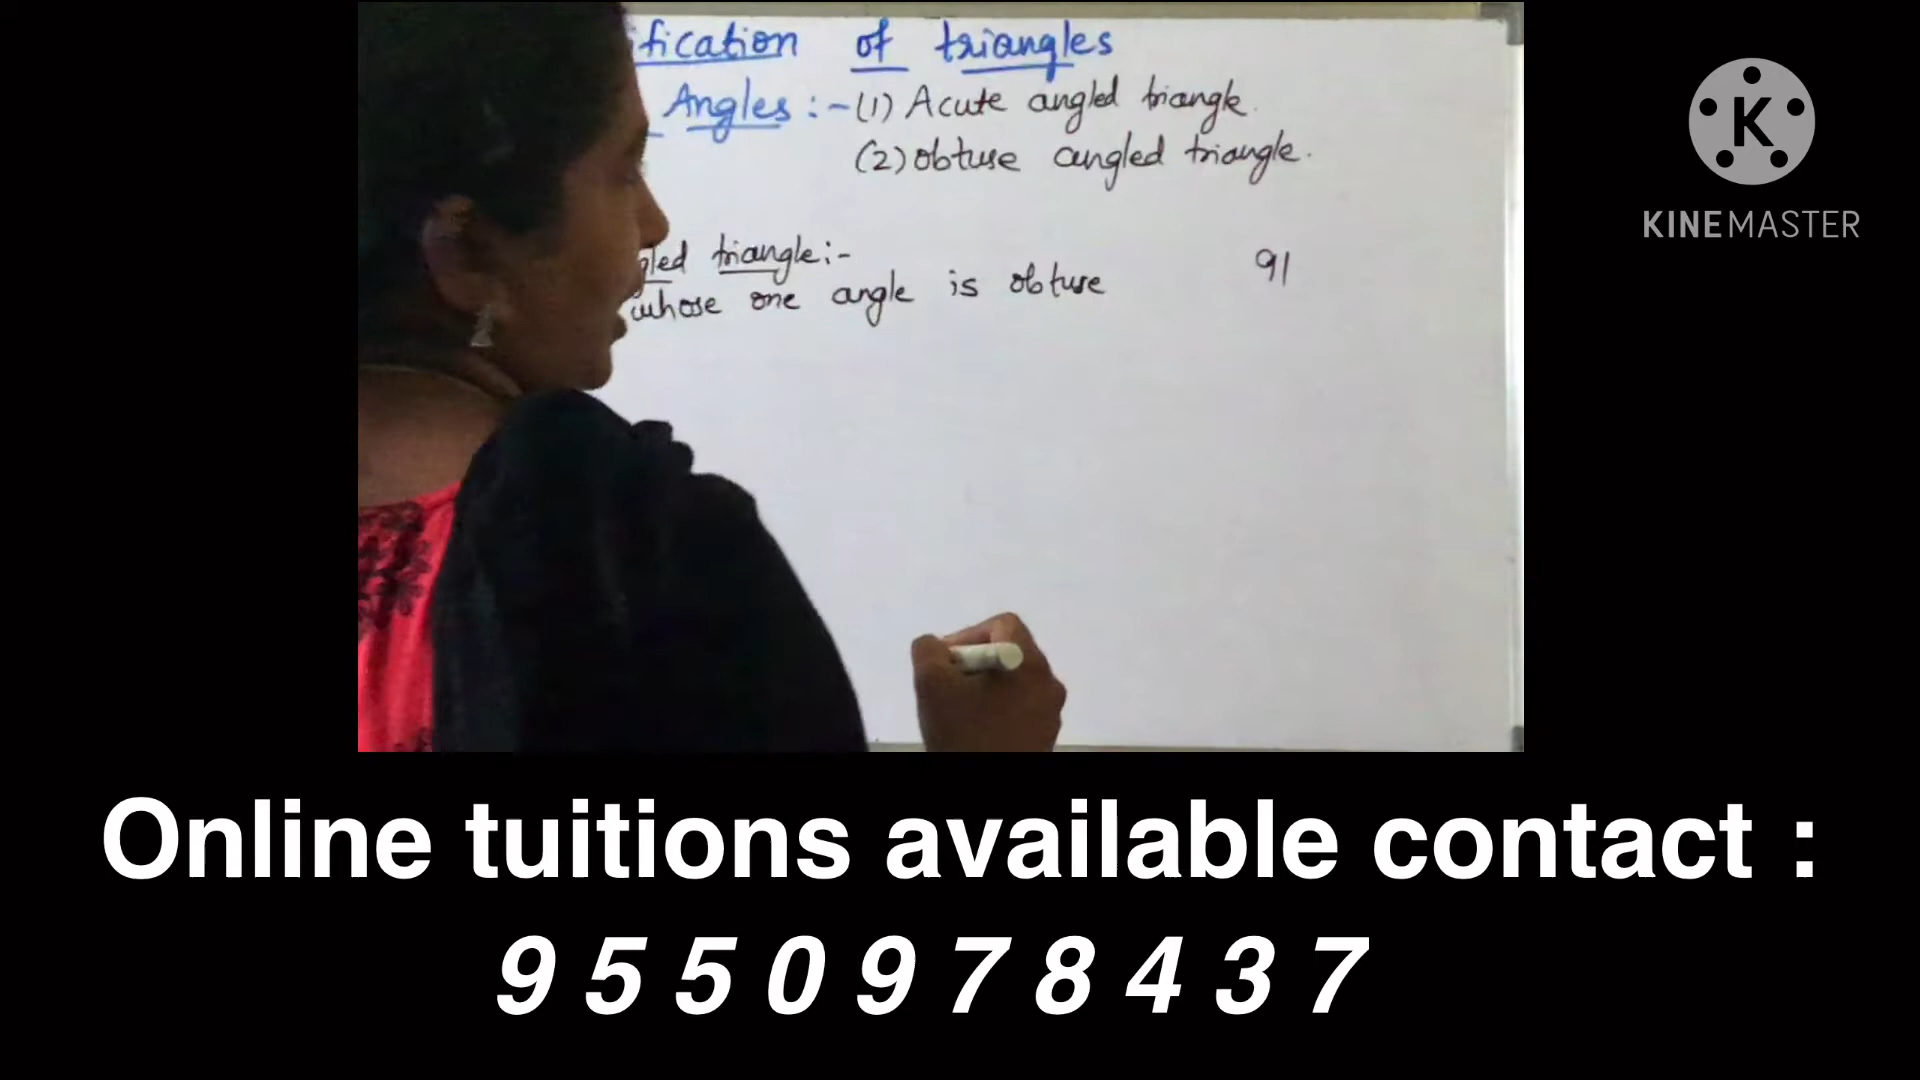 ification of triangles
Angles :- (1) Acute angled triangle.
(2) obtuse angled triangle.
gled triangle:-
whose one angle is obtuse
91
KINEMASTER
Online tuitions available contact :
9 5 5 0 9 7 8 4 3 7